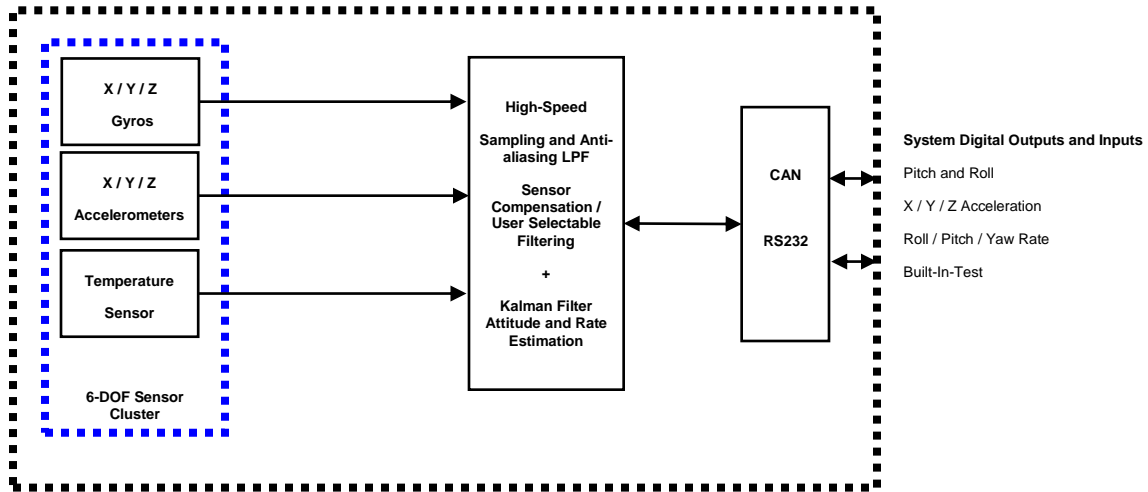 X / Y / Z
Gyros
X / Y / Z
Accelerometers
Temperature
Sensor
6-DOF Sensor
Cluster
High-Speed
Sampling and Anti-
aliasing LPF
Sensor
Compensation /
User Selectable
Filtering
+
Kalman Filter
Attitude and Rate
Estimation
CAN
RS232
System Digital Outputs and Inputs
Pitch and Roll
X / Y / Z Acceleration
Roll / Pitch / Yaw Rate
Built-In-Test